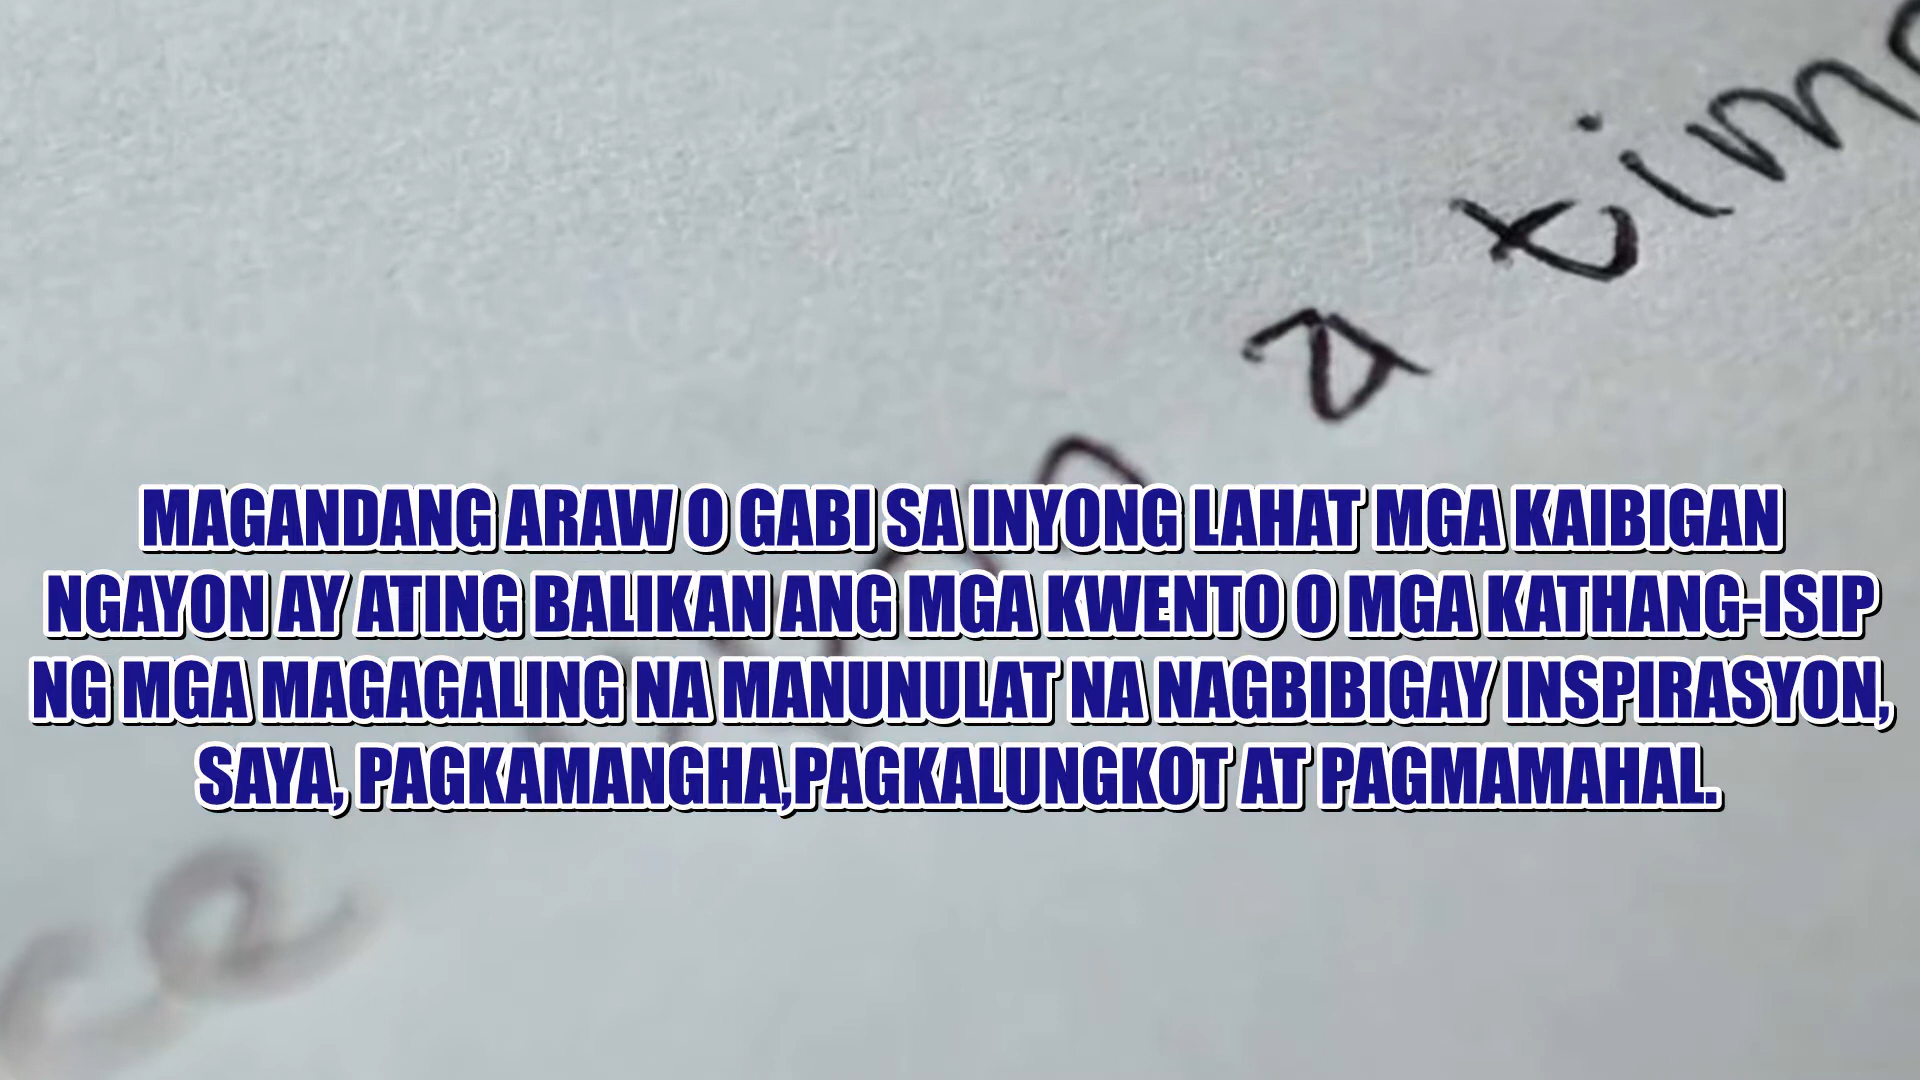 MAGANDANG ARAW O GABI SA INYONG LAHAT MGA KAIBIGAN
NGAYON AY ATING BALIKAN ANG MGA KWENTO O MGA KATHANG-ISIP
NG MGA MAGAGALING NA MANUNULAT NA NAGBIBIGAY INSPIRASYON,
SAYA, PAGKAMANGHA,PAGKALUNGKOT AT PAGMAMAHAL.
a